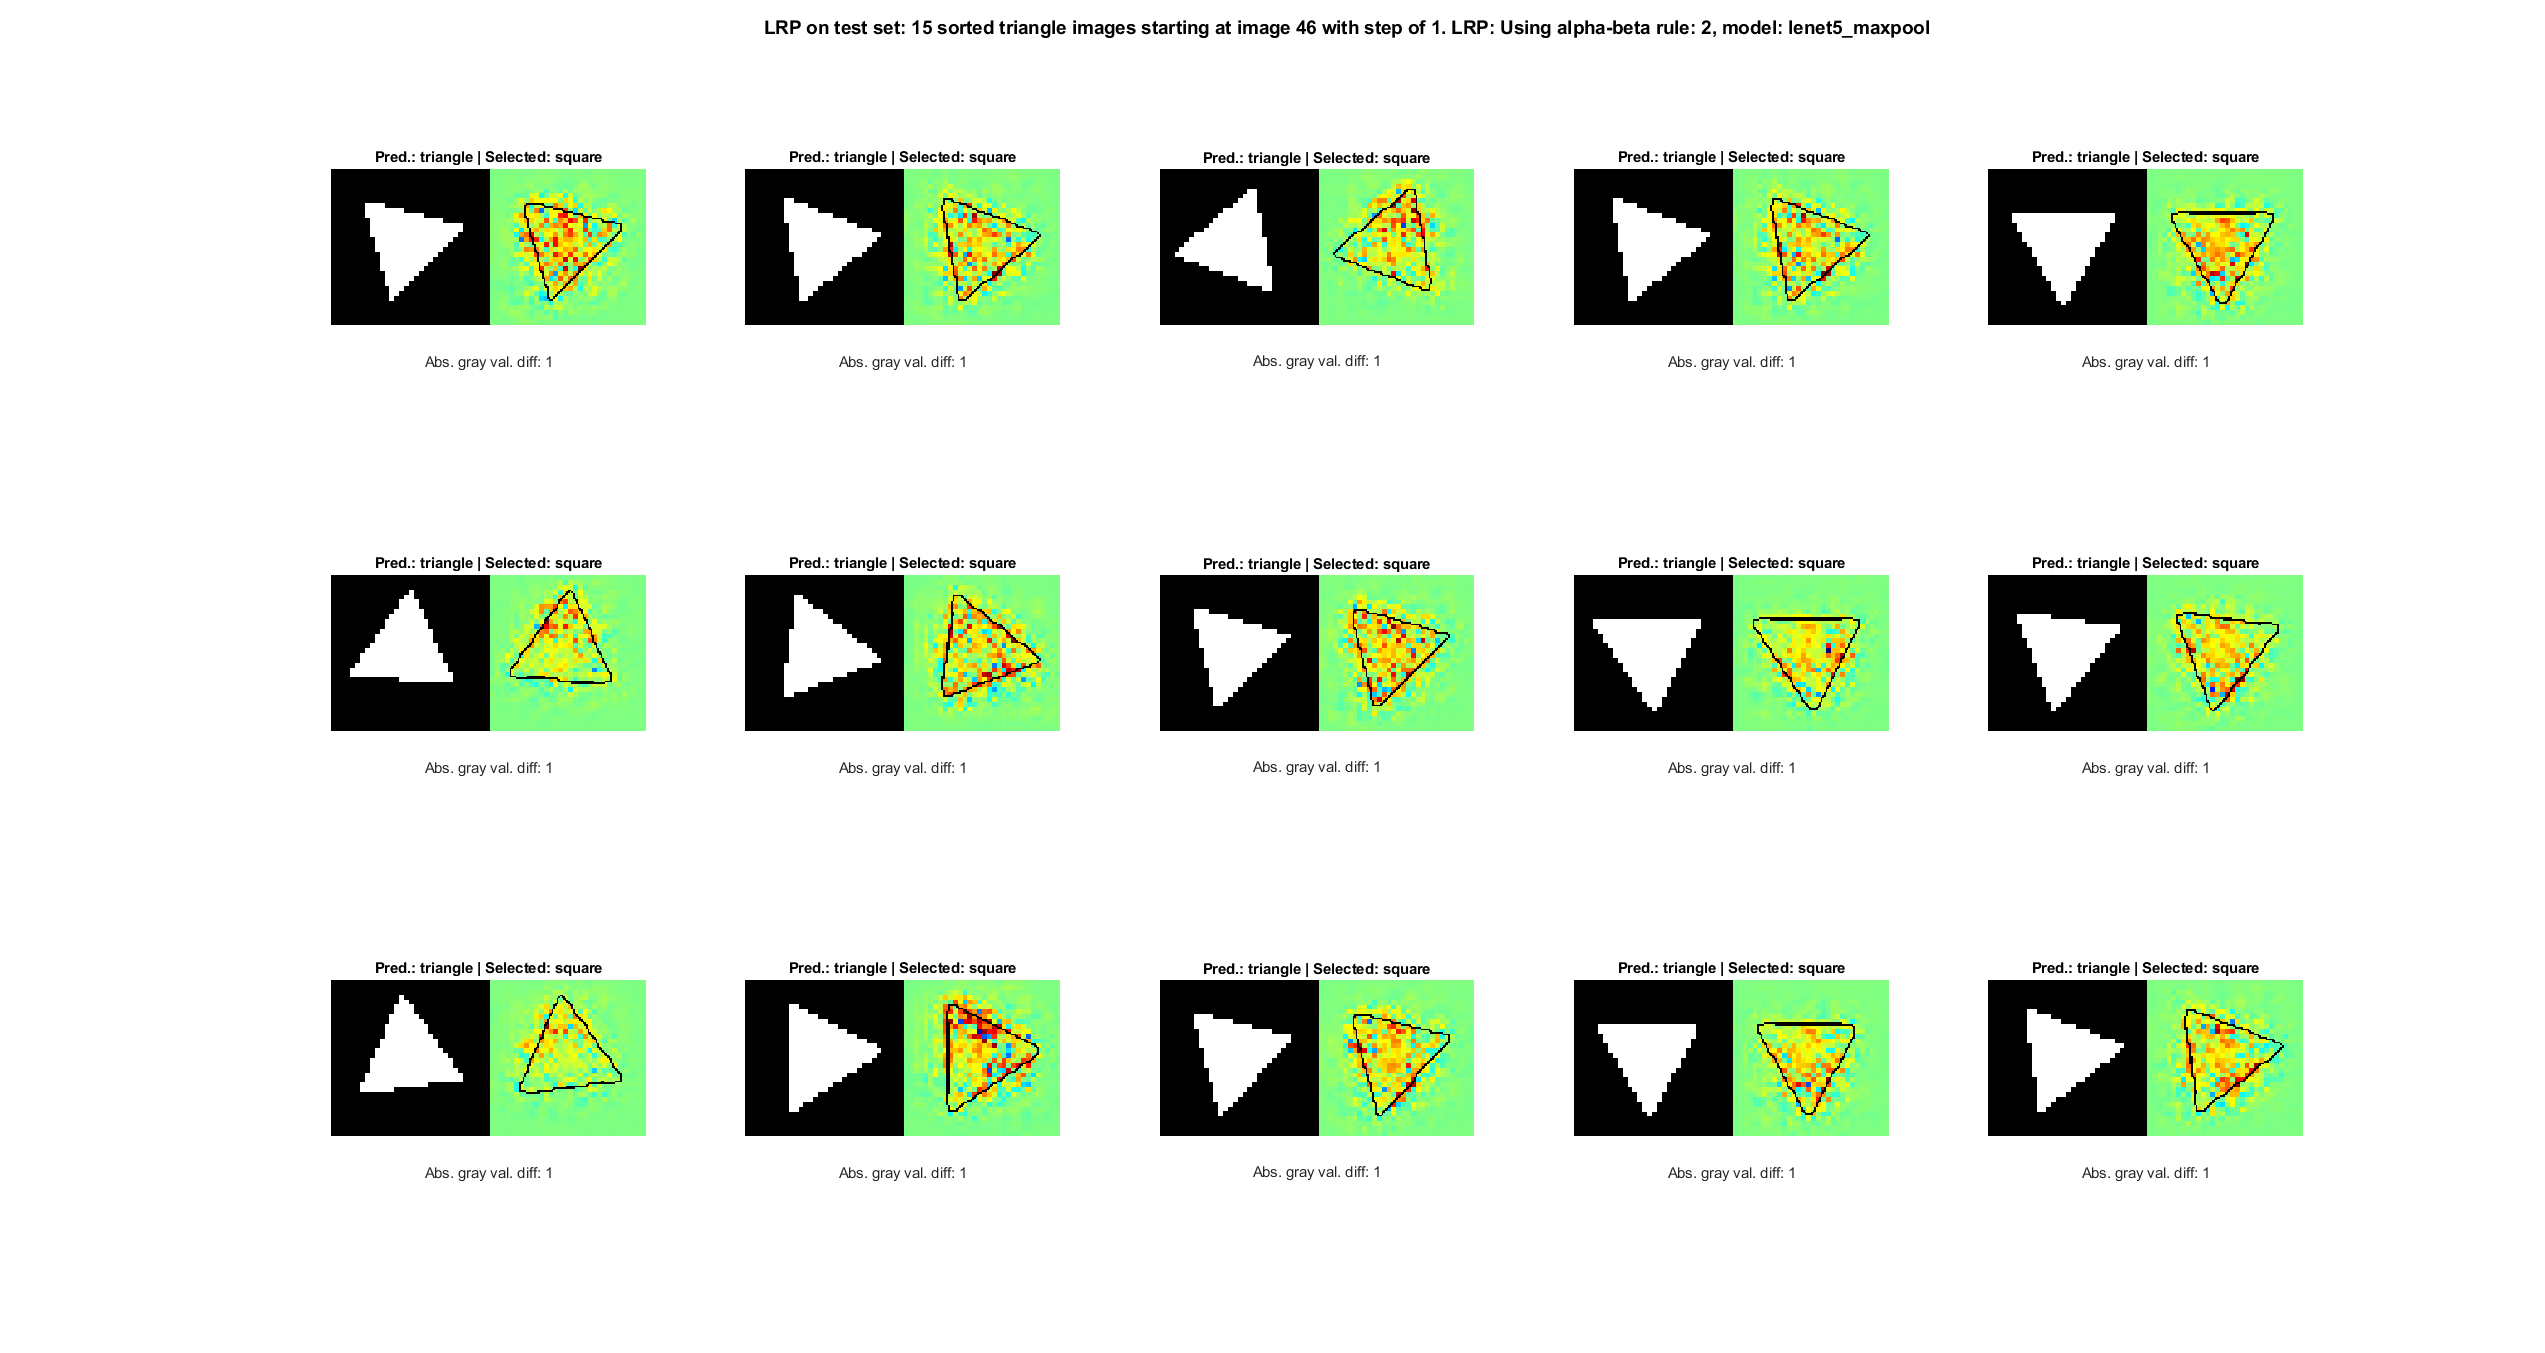 LRP on test set: 15 sorted triangle images starting at image 46 with step of 1. LRP: Using alpha-beta rule: 2, model: lenet5_maxpool
Pred.: triangle | Selected: square
Pred.: triangle | Selected: square
Pred.: triangle | Selected: square
Pred.: triangle | Selected: square
Pred.: triangle | Selected: square
Abs. gray val. diff: 1
Abs. gray val. diff: 1
Abs. gray val. diff: 1
Abs. gray val. diff: 1
Abs. gray val. diff: 1
Pred.: triangle | Selected: square
Pred.: triangle | Selected: square
Pred.: triangle | Selected: square
Pred.: triangle | Selected: square
Pred.: triangle | Selected: square
Abs. gray val. diff: 1
Abs. gray val. diff: 1
Abs. gray val. diff: 1
Abs. gray val. diff: 1
Abs. gray val. diff: 1
Pred.: triangle | Selected: square
Pred.: triangle | Selected: square
Pred.: triangle | Selected: square
Pred.: triangle | Selected: square
Pred.: triangle | Selected: square
Abs. gray val. diff: 1
Abs. gray val. diff: 1
Abs. gray val. diff: 1
Abs. gray val. diff: 1
Abs. gray val. diff: 1